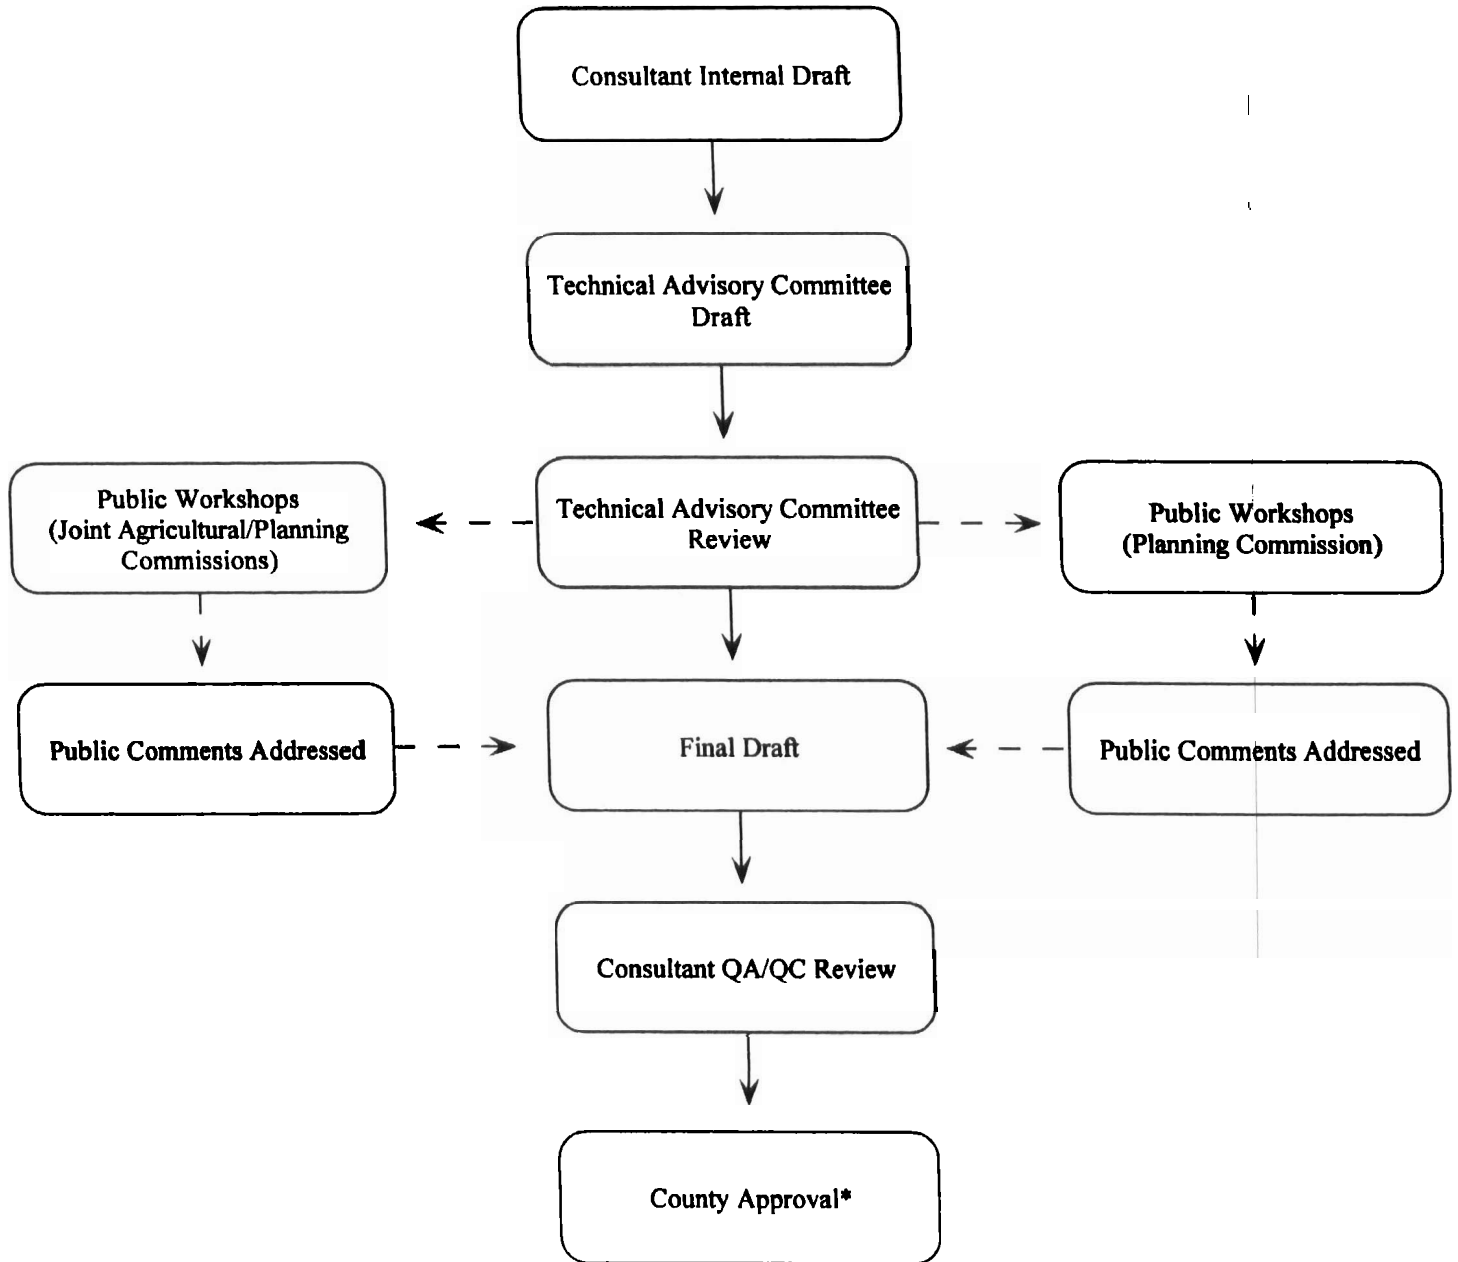 Consultant Internal Draft
Technical Advisory Committee
Draft
Public Workshops
(Joint Agricultural/Planning
Commissions)
Technical Advisory Committee
Review
Public Workshops
(Planning Commission)
Public Comments Addressed
Final Draft
Public Comments Addressed
Consultant QA/QC Review
County Approval*